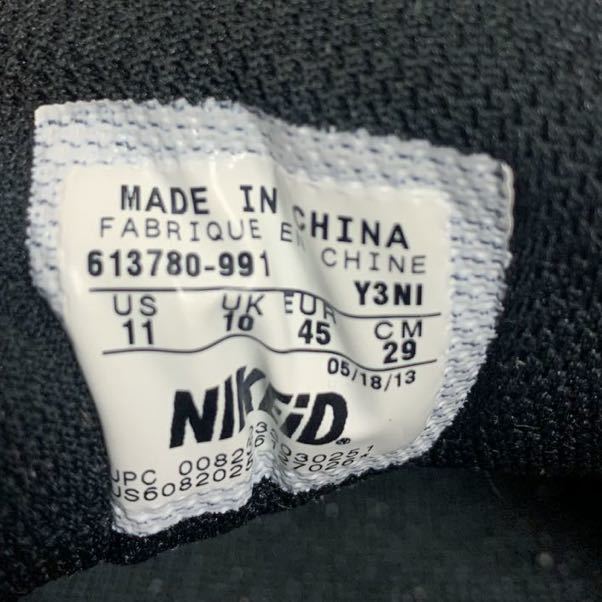 MADE IN CHINA
FABRIQUE EN CHINE
613780-991 Y3NI
US UK EUR CM
11 10 45 29
05/18/13
NIKEiD®
UPC